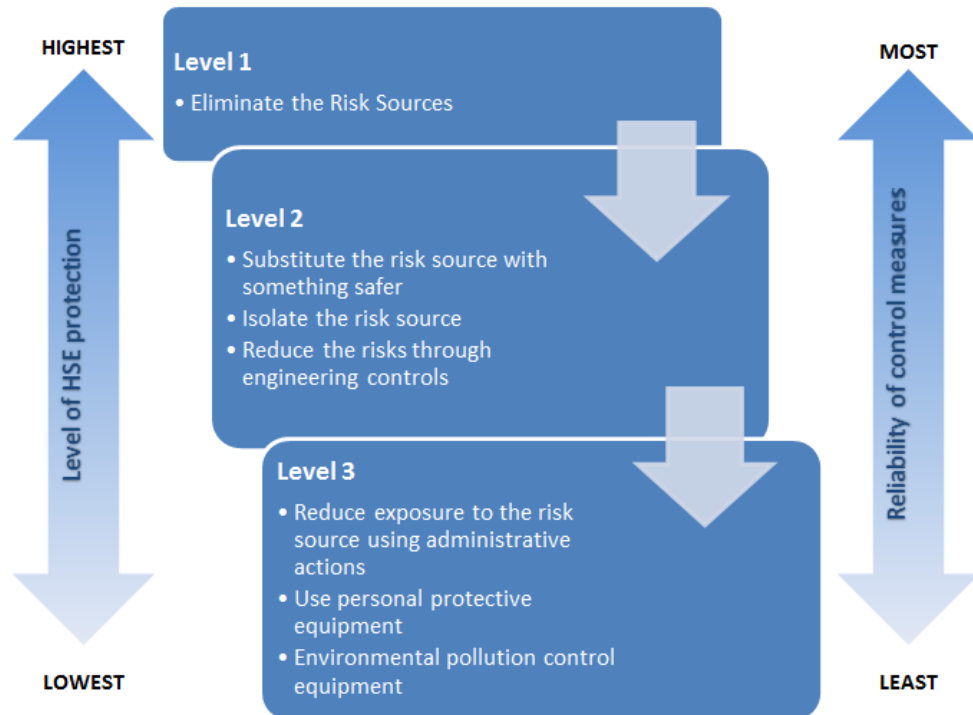 HIGHEST
MOST
Level 1
• Eliminate the Risk Sources
Level 2
• Substitute the risk source with
something safer
• Isolate the risk source
• Reduce the risks through
engineering controls
Level 3
• Reduce exposure to the risk
source using administrative
actions
• Use personal protective
equipment
• Environmental pollution control
equipment
Level of HSE protection
Reliability of control measures
LOWEST
LEAST